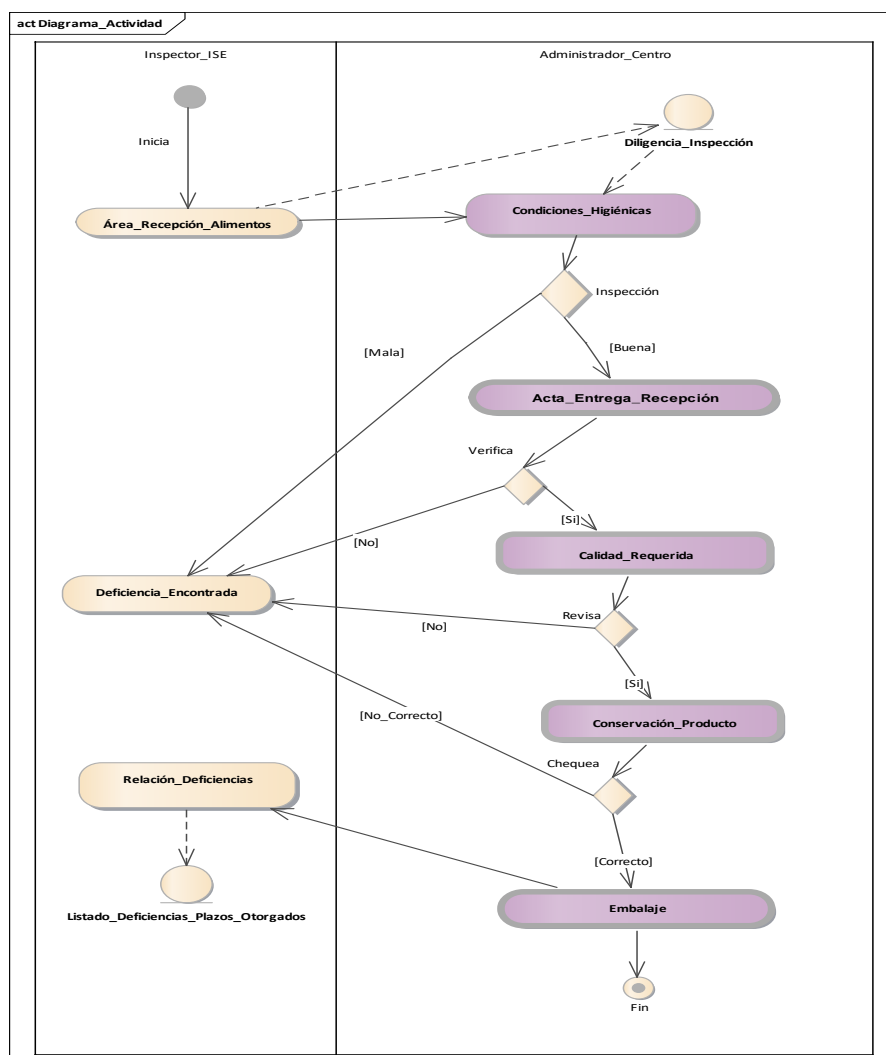 act Diagrama_Actividad
Inspector_ISE
Administrador_Centro
Inicia
Diligencia_Inspección
Condiciones_Higiénicas
Área_Recepción_Alimentos
Inspección
[Mala]
[Buena]
Acta_Entrega_Recepción
Verifica
[Si]
[No]
Calidad_Requerida
Deficiencia_Encontrada
Revisa
[No]
[Si]
[No_Correcto]
Conservación_Producto
Chequea
Relación_Deficiencias
[Correcto]
Embalaje
Listado_Deficiencias_Plazos_Otorgados
Fin